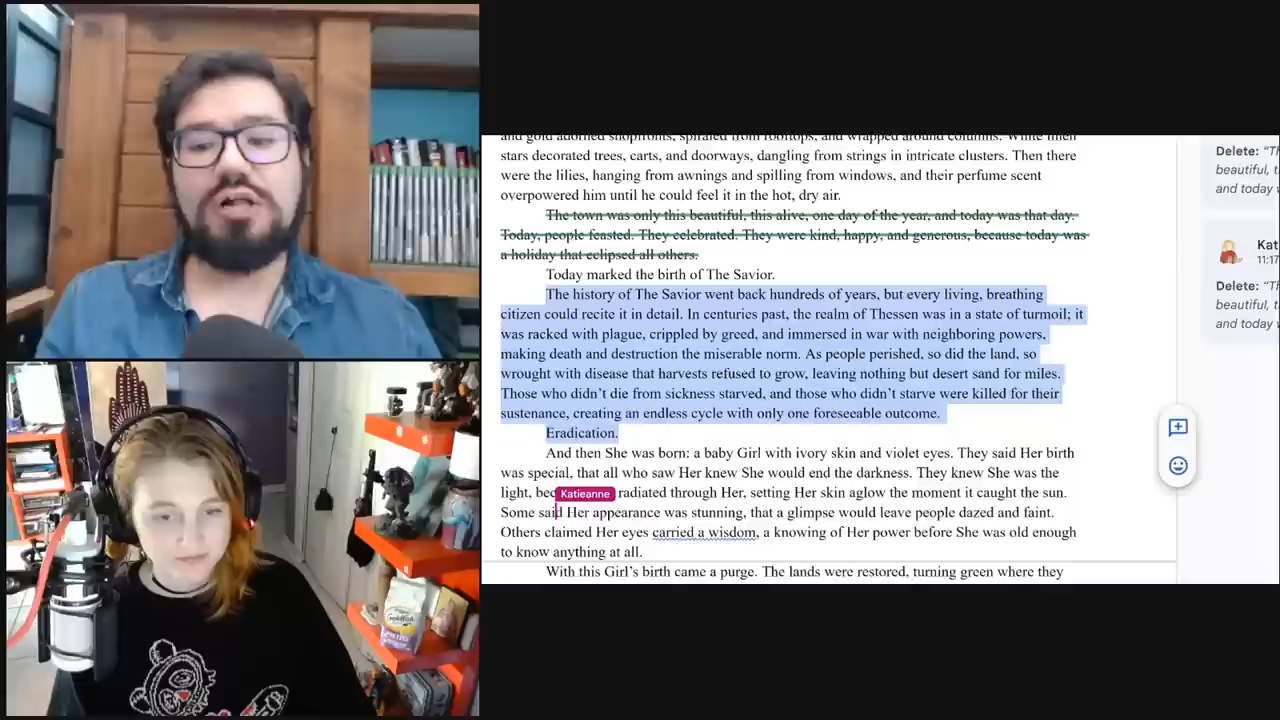 and gold adorned shopfronts, spiraled from rooftops, and wrapped around columns. White linen
stars decorated trees, carts, and doorways, dangling from strings in intricate clusters. Then there
were the lilies, hanging from awnings and spilling from windows, and their perfume scent
overpowered him until he could feel it in the hot, dry air.
The town was only this beautiful, this alive, one day of the year, and today was that day.
Today, people feasted. They celebrated. They were kind, happy, and generous, because today was
a holiday that eclipsed all others.
Today marked the birth of The Savior.
The history of The Savior went back hundreds of years, but every living, breathing
citizen could recite it in detail. In centuries past, the realm of Thessen was in a state of turmoil; it
was racked with plague, crippled by greed, and immersed in war with neighboring powers,
making death and destruction the miserable norm. As people perished, so did the land, so
wrought with disease that harvests refused to grow, leaving nothing but desert sand for miles.
Those who didn’t die from sickness starved, and those who didn’t starve were killed for their
sustenance, creating an endless cycle with only one foreseeable outcome.
Eradication.
And then She was born: a baby Girl with ivory skin and violet eyes. They said Her birth
was special, that all who saw Her knew She would end the darkness. They knew She was the
light, bec Katieanne radiated through Her, setting Her skin aglow the moment it caught the sun.
Some said Her appearance was stunning, that a glimpse would leave people dazed and faint.
Others claimed Her eyes carried a wisdom, a knowing of Her power before She was old enough
to know anything at all.
With this Girl’s birth came a purge. The lands were restored, turning green where they
Delete: “Th
beautiful, t
and today
Kat
11:17
Delete: “Th
beautiful, t
and today
Goldfish